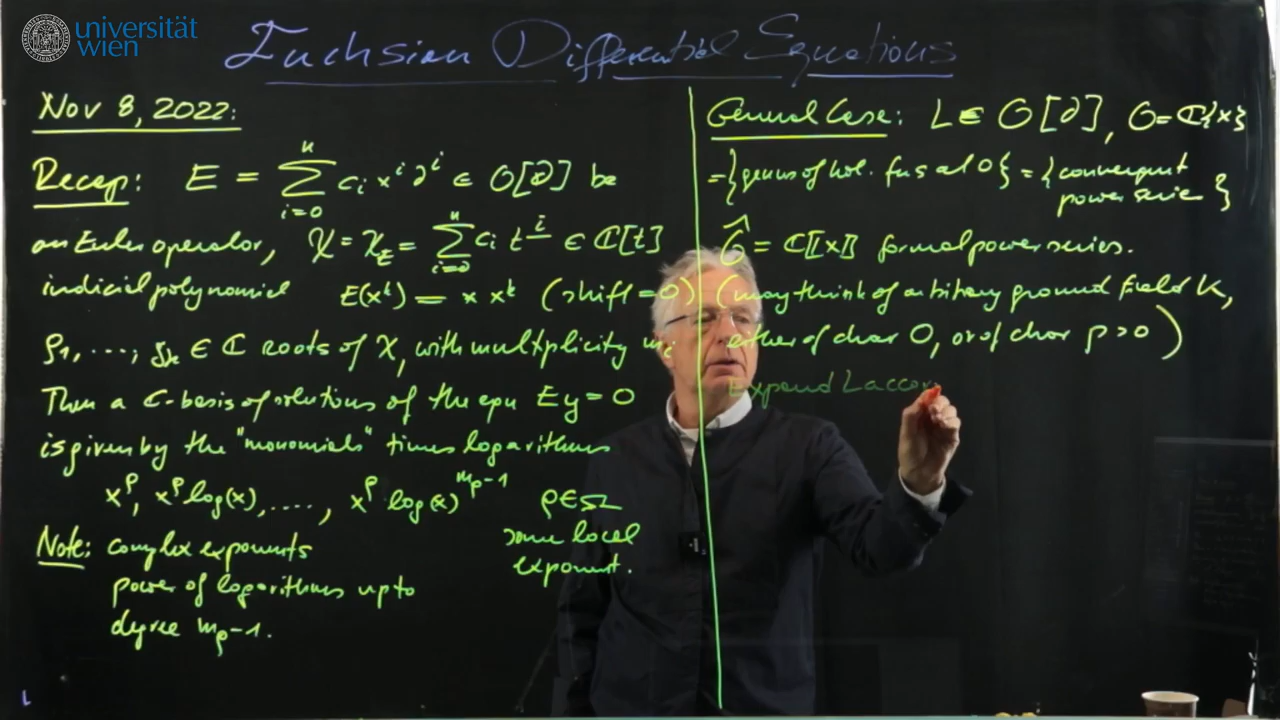 universität
wien
Fuchsian Differential Equations
Nov 8, 2022:
Recap: E = \sum_{i=0}^{n} c_i x^i ∂^i ∈ O[∂] be
an Euler operator, χ = χ_E = \sum_{i=0}^{n} c_i t^{\underline{i}} ∈ ℂ[t]
indicial polynomial E(x^t) = χ x^t (shift = 0)
ρ_1, ..., ρ_k ∈ ℂ roots of χ, with multiplicity m_i
Then a ℂ-basis of solutions of the equ Ey = 0
is given by the "monomials" times logarithms
x^ρ, x^ρ log(x), ...., x^ρ log(x)^{m_ρ-1} ρ ∈ Ω
some local
exponent.
Note: complex exponents
power of logarithms up to
degree m_ρ-1.
General Case: L ∈ O[∂], O = ℂ{x}
= {germs of hol. fns at 0} = {convergent
power series}
Ô = ℂ[[x]] formal power series.
(may think of arbitrary ground field K,
either of char 0, or of char p > 0)
Expand L accor